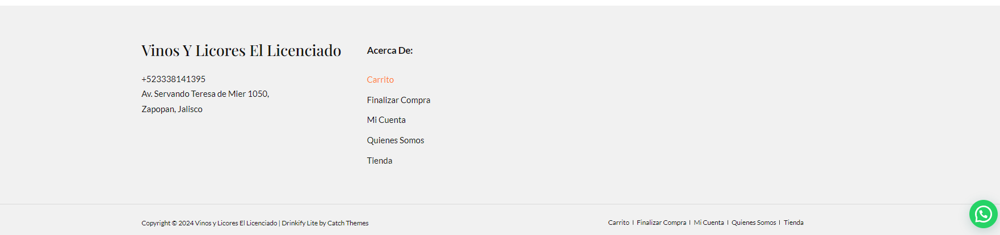 Vinos Y Licores El Licenciado
+523338141395
Av. Servando Teresa de Mier 1050,
Zapopan, Jalisco
Acerca De:
Carrito
Finalizar Compra
Mi Cuenta
Quienes Somos
Tienda
Copyright © 2024 Vinos y Licores El Licenciado | Drinkify Lite by Catch Themes
Carrito | Finalizar Compra | Mi Cuenta | Quienes Somos | Tienda